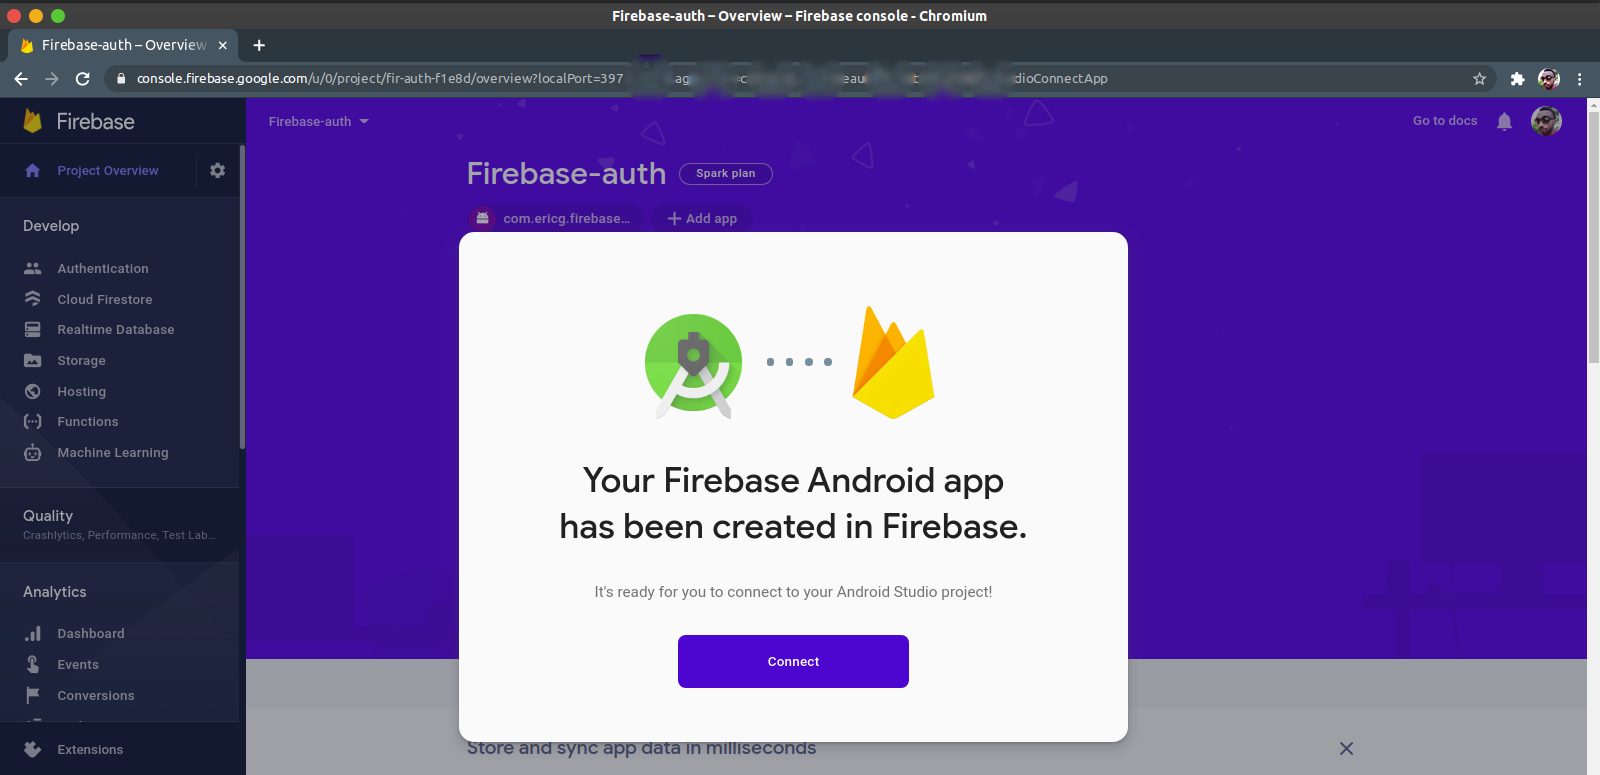 Firebase-auth – Overview – Firebase console - Chromium
Firebase-auth – Overview
console.firebase.google.com/u/0/project/fir-auth-f1e8d/overview?localPort=397
dioConnectApp
Firebase
Firebase-auth
Go to docs
Project Overview
Firebase-auth
Spark plan
com.ericg.firebase...
Add app
Develop
Authentication
Cloud Firestore
Realtime Database
Storage
Hosting
Functions
Machine Learning
Quality
Crashlytics, Performance, Test Lab...
Analytics
Dashboard
Events
Conversions
Extensions
Your Firebase Android app
has been created in Firebase.
It's ready for you to connect to your Android Studio project!
Connect
Store and sync app data in milliseconds